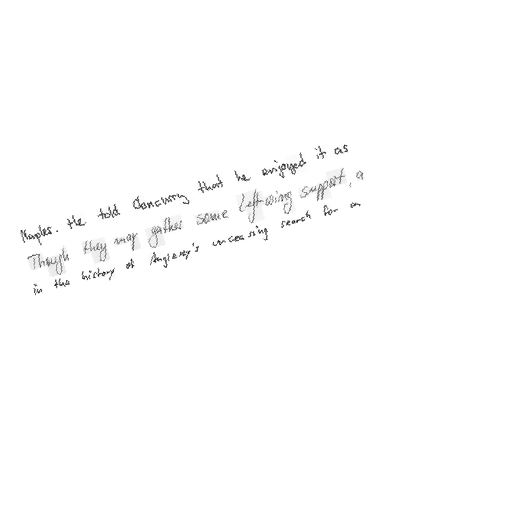 Naples. He told Clancursy that he enjoyed it as
Though they may gather some Left-wing support, a
in the history of Anglesey's unceasing search for an